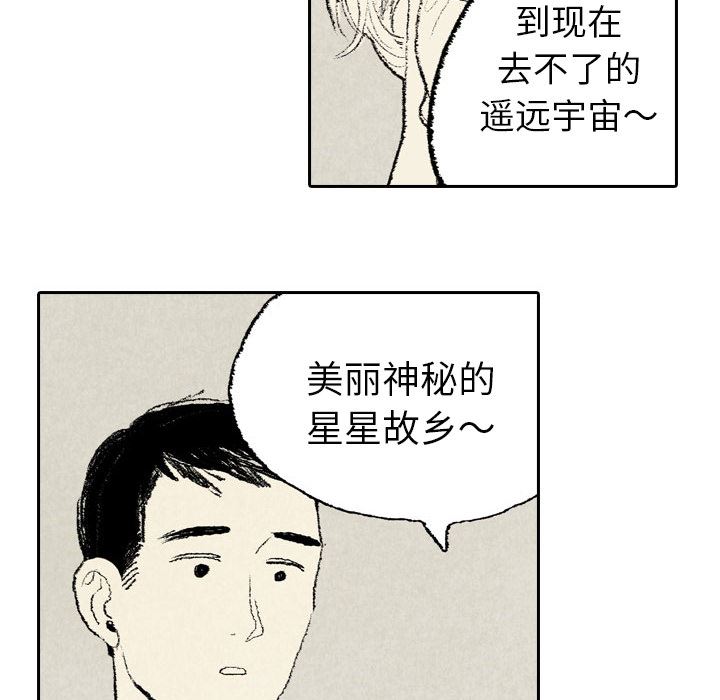 到现在
去不了的
遥远宇宙～
美丽神秘的
星星故乡～